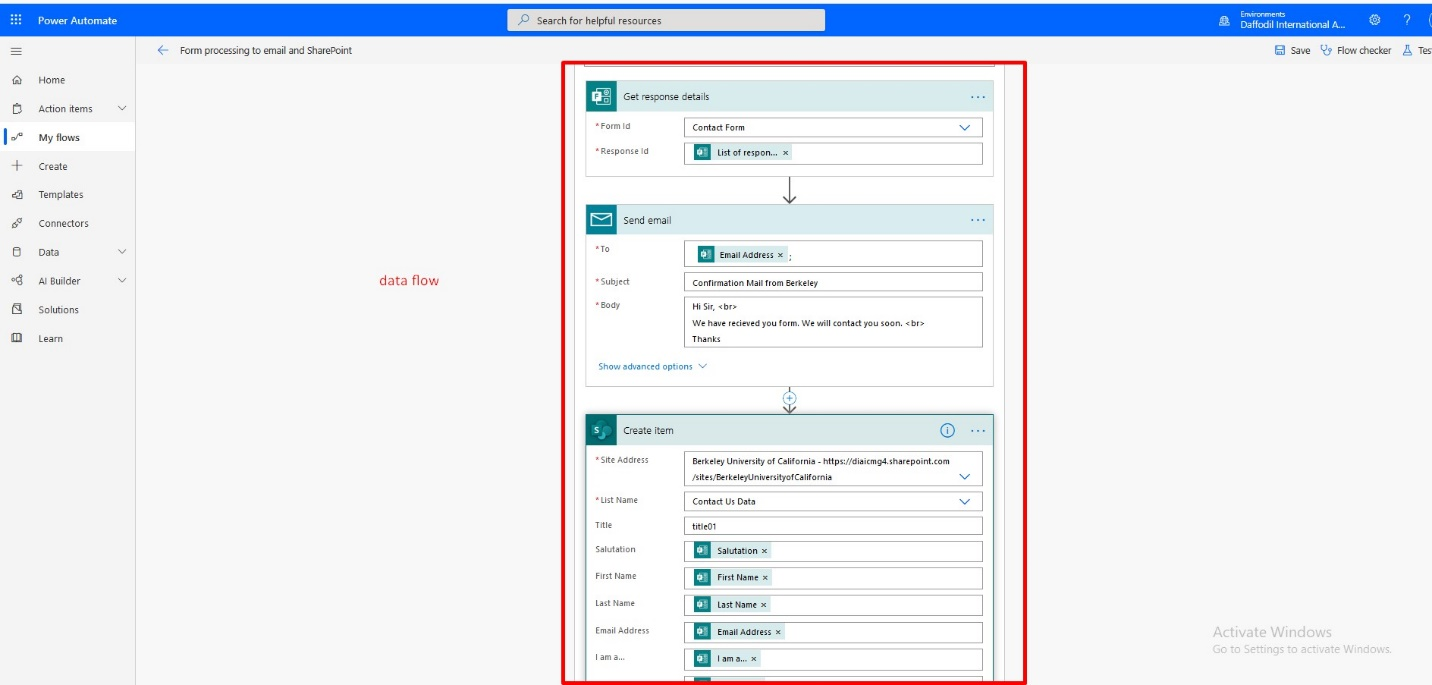 Power Automate
Search for helpful resources
Environments
Daffodil International A...
?
Form processing to email and SharePoint
Save
Flow checker
Home
Action items
My flows
Create
Templates
Connectors
Data
AI Builder
Solutions
Learn
data flow
Get response details
...
* Form Id
Contact Form
* Response Id
List of respon... ×
Send email
...
* To
Email Address × ;
* Subject
Confirmation Mail from Berkeley
* Body
Hi Sir, <br>
We have recieved you form. We will contact you soon. <br>
Thanks
Show advanced options
Create item
...
* Site Address
Berkeley University of California - https://diaicmg4.sharepoint.com
/sites/BerkeleyUniversityofCalifornia
* List Name
Contact Us Data
Title
title01
Salutation
Salutation ×
First Name
First Name ×
Last Name
Last Name ×
Email Address
Email Address ×
I am a...
I am a... ×
Activate Windows
Go to Settings to activate Windows.